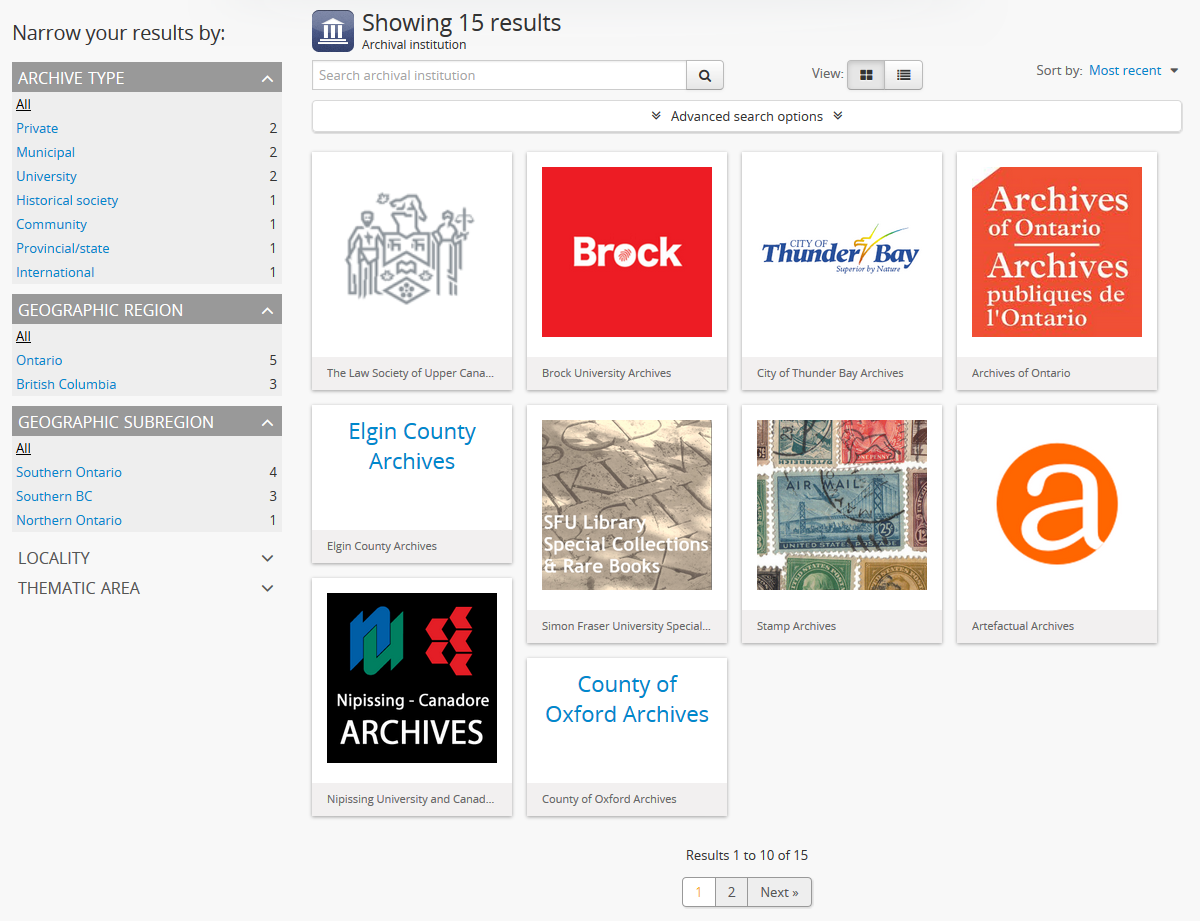 Narrow your results by:
ARCHIVE TYPE
All
Private 2
Municipal 2
University 2
Historical society 1
Community 1
Provincial/state 1
International 1
GEOGRAPHIC REGION
All
Ontario 5
British Columbia 3
GEOGRAPHIC SUBREGION
All
Southern Ontario 4
Southern BC 3
Northern Ontario 1
LOCALITY
THEMATIC AREA
Showing 15 results
Archival institution
Search archival institution
View:
Sort by: Most recent
Advanced search options
The Law Society of Upper Cana...
Brock
Brock University Archives
CITY OF
Thunder Bay
Superior by Nature
City of Thunder Bay Archives
Archives
of Ontario
Archives
publiques de
l'Ontario
Archives of Ontario
Elgin County
Archives
Elgin County Archives
SFU Library
Special Collections
& Rare Books
Simon Fraser University Special...
AIR MAIL
25¢
UNITED STATES POSTAGE
Stamp Archives
a
Artefactual Archives
Nipissing - Canadore
ARCHIVES
Nipissing University and Canad...
County of
Oxford Archives
County of Oxford Archives
Results 1 to 10 of 15
1 2 Next »